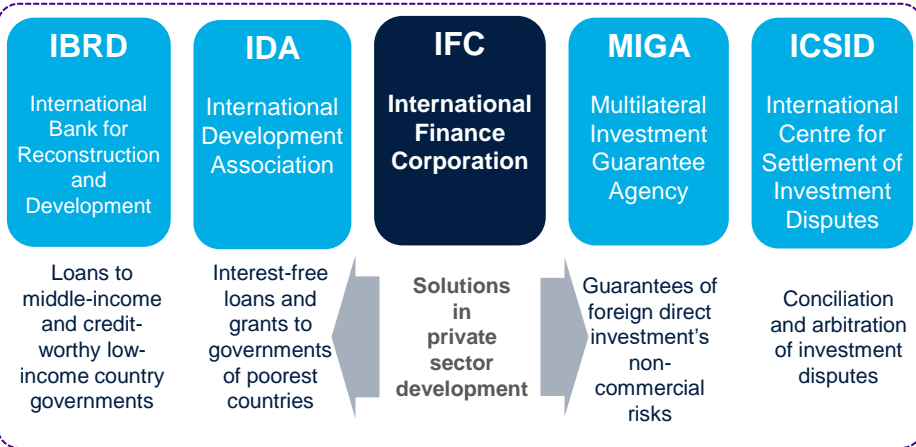 IBRD
International
Bank for
Reconstruction
and
Development
IDA
International
Development
Association
IFC
International
Finance
Corporation
MIGA
Multilateral
Investment
Guarantee
Agency
ICSID
International
Centre for
Settlement of
Investment
Disputes
Loans to
middle-income
and credit-
worthy low-
income country
governments
Interest-free
loans and
grants to
governments
of poorest
countries
Solutions
in
private
sector
development
Guarantees of
foreign direct
investment’s
non-
commercial
risks
Conciliation
and arbitration
of investment
disputes